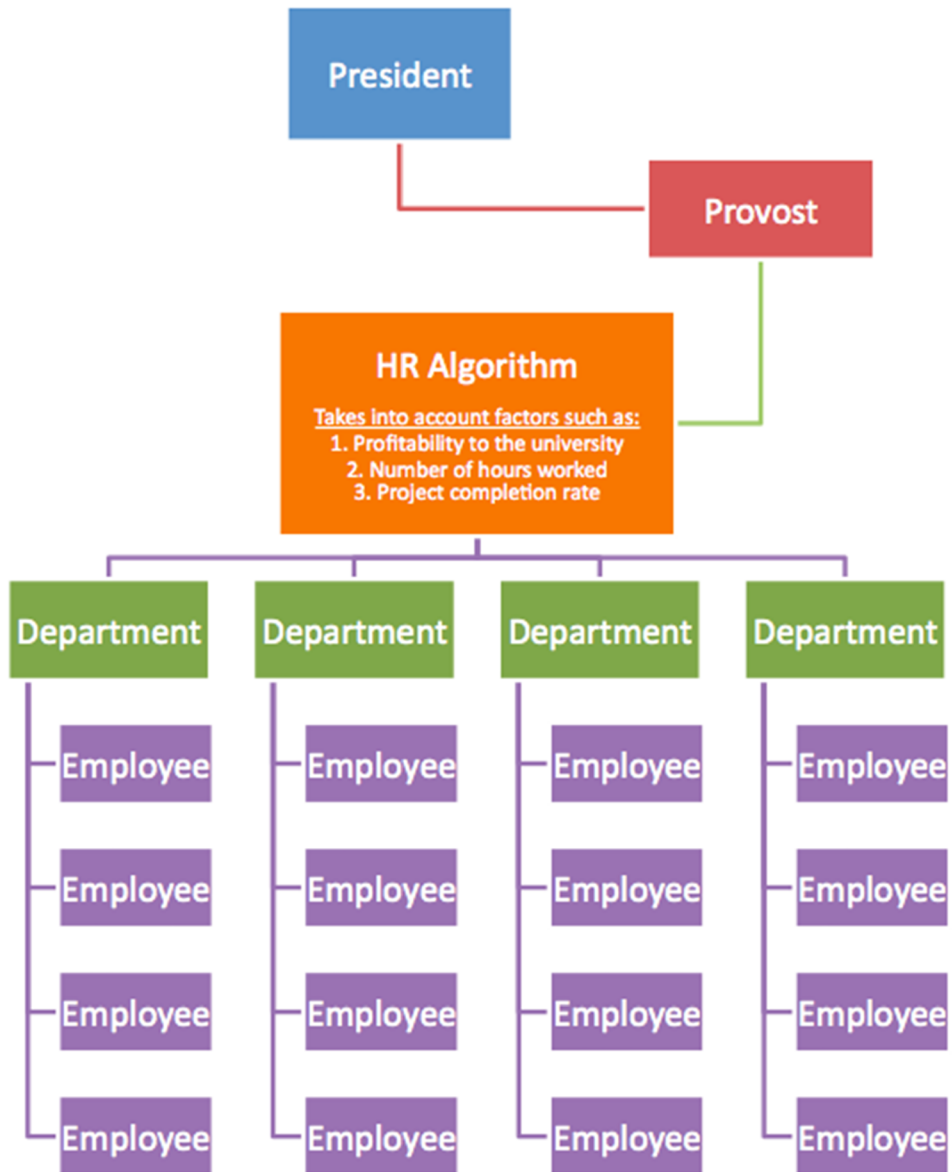 President
Provost
HR Algorithm
Takes into account factors such as:
1. Profitability to the university
2. Number of hours worked
3. Project completion rate
Department Department Department Department
Employee Employee Employee Employee
Employee Employee Employee Employee
Employee Employee Employee Employee
Employee Employee Employee Employee